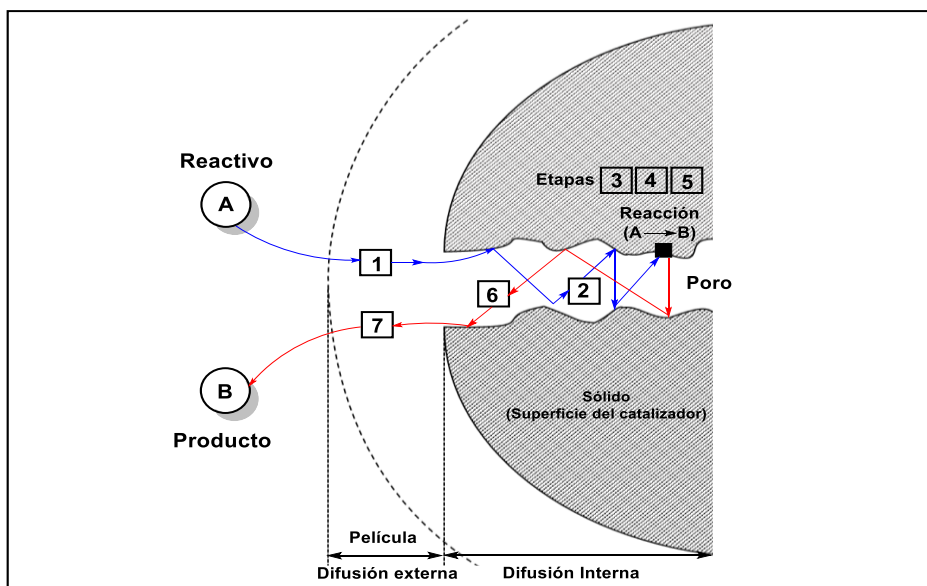 Reactivo
A
Etapas 3 4 5
Reacción
(A → B)
1
2
Poro
6
7
B
Producto
Sólido
(Superficie del catalizador)
Película
Difusión externa
Difusión Interna